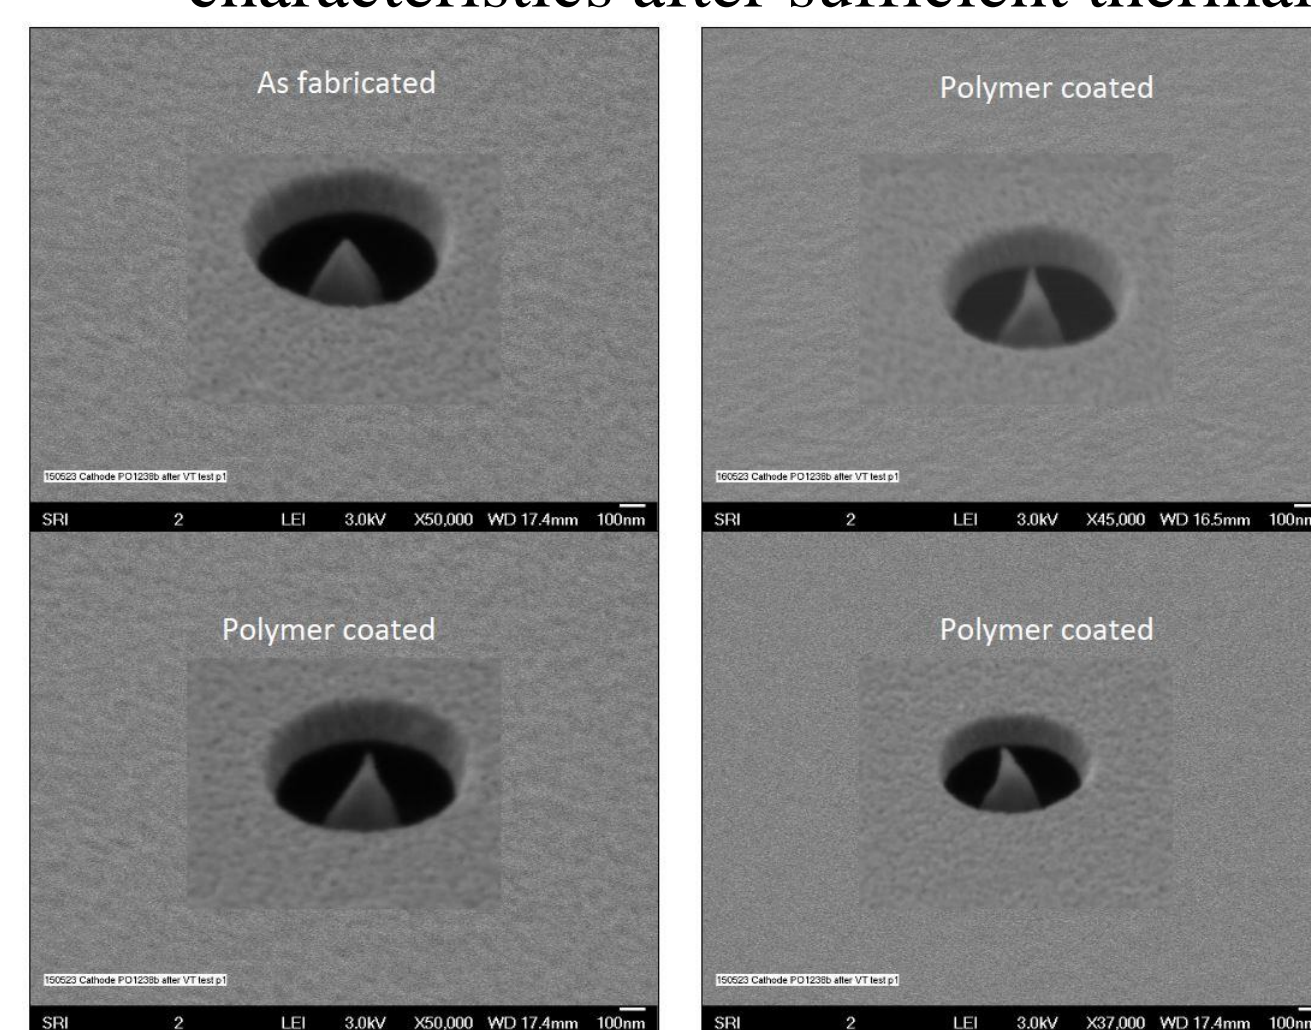 characteristics after sufficient thermal
As fabricated
150523 Cathode PO1238b after VT test p1
SRI 2 LEI 3.0kV X50,000 WD 17.4mm 100nm
Polymer coated
160523 Cathode PO1238b after VT test p1
SRI 2 LEI 3.0kV X45,000 WD 16.5mm 100nm
Polymer coated
150523 Cathode PO1238b after VT test p1
SRI 2 LEI 3.0kV X50,000 WD 17.4mm 100nm
Polymer coated
150523 Cathode PO1238b after VT test p1
SRI 2 LEI 3.0kV X37,000 WD 17.4mm 100nm